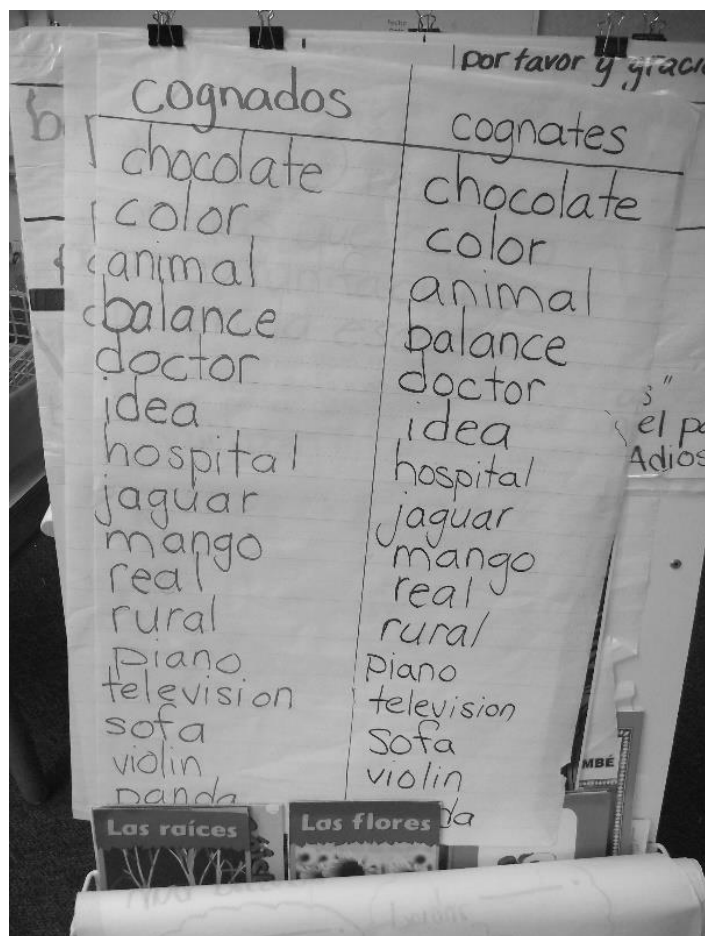 por favor y
cognados cognates
chocolate chocolate
color color
animal animal
balance balance
doctor doctor
idea idea
hospital hospital
jaguar jaguar
mango mango
real real
rural rural
piano piano
television television
sofa sofa
violin violin
panda
el
Adios
MBÉ
Las raíces Las flores